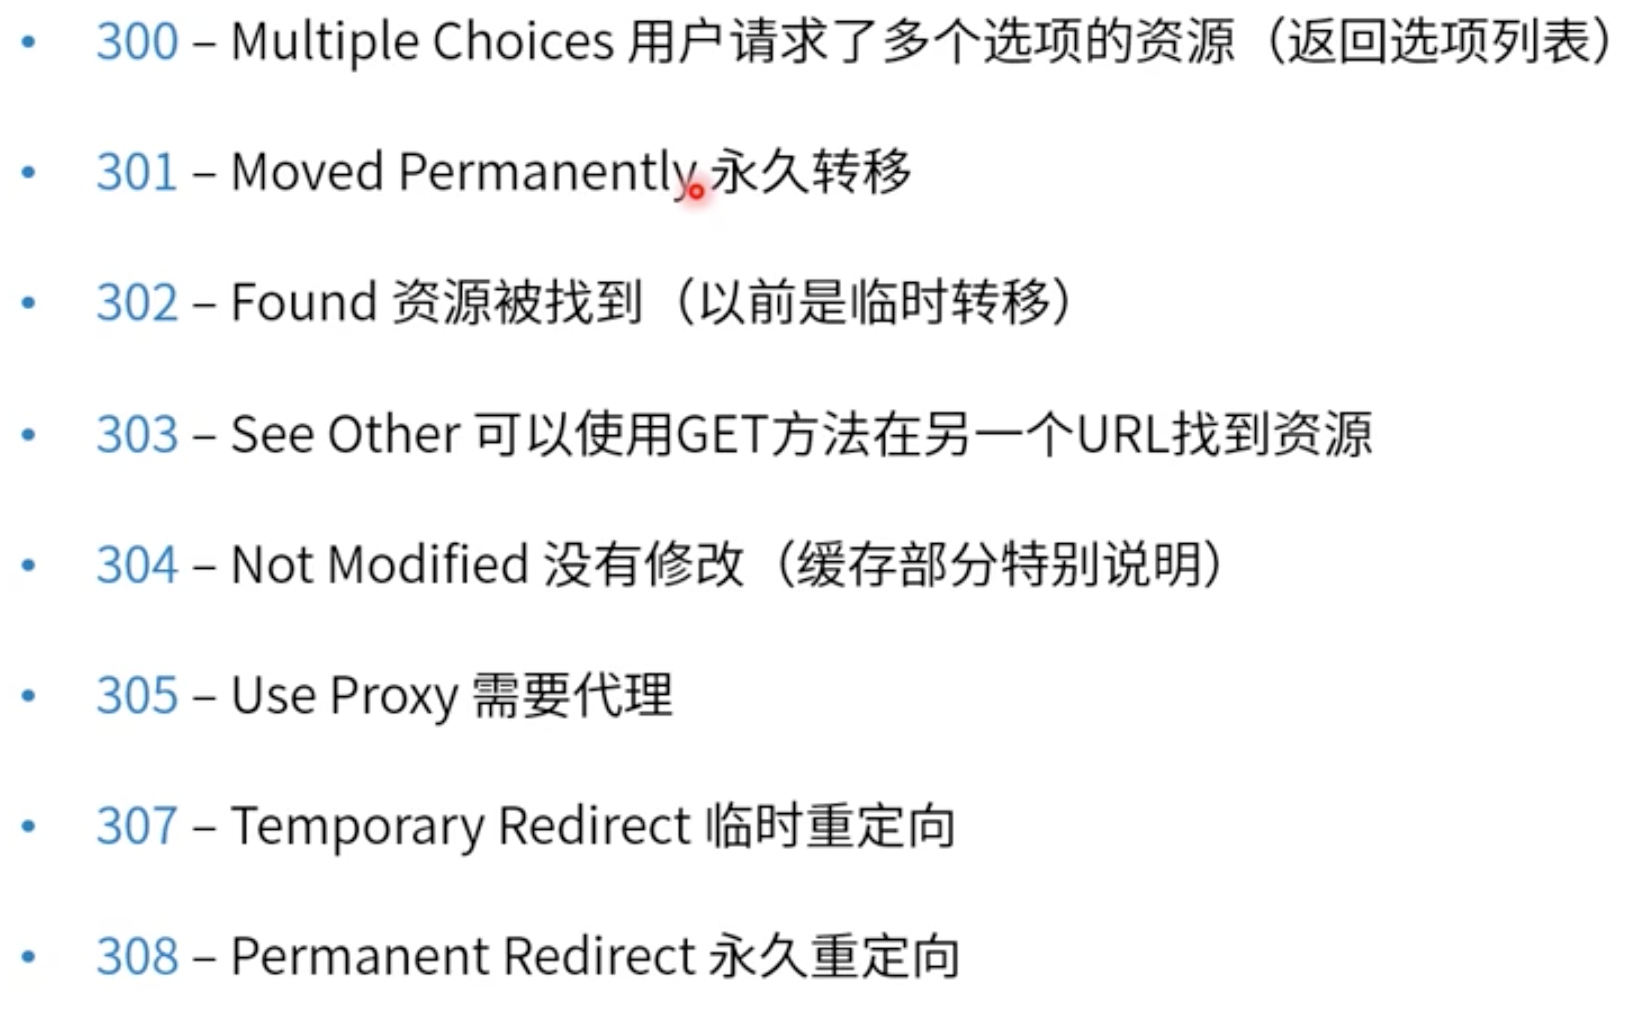 • 300 – Multiple Choices 用户请求了多个选项的资源（返回选项列表）
• 301 – Moved Permanently 永久转移
• 302 – Found 资源被找到（以前是临时转移）
• 303 – See Other 可以使用GET方法在另一个URL找到资源
• 304 – Not Modified 没有修改（缓存部分特别说明）
• 305 – Use Proxy 需要代理
• 307 – Temporary Redirect 临时重定向
• 308 – Permanent Redirect 永久重定向